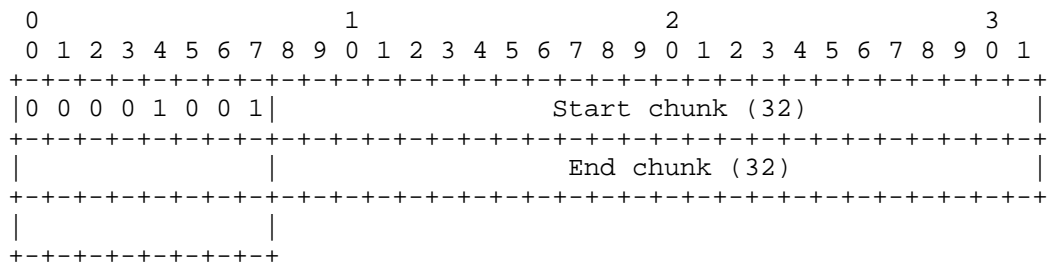 0                   1                   2                   3
 0 1 2 3 4 5 6 7 8 9 0 1 2 3 4 5 6 7 8 9 0 1 2 3 4 5 6 7 8 9 0 1
+-+-+-+-+-+-+-+-+-+-+-+-+-+-+-+-+-+-+-+-+-+-+-+-+-+-+-+-+-+-+-+-+
|0 0 0 0 1 0 0 1|                 Start chunk (32)              |
+-+-+-+-+-+-+-+-+-+-+-+-+-+-+-+-+-+-+-+-+-+-+-+-+-+-+-+-+-+-+-+-+
|               |                  End chunk (32)               |
+-+-+-+-+-+-+-+-+-+-+-+-+-+-+-+-+-+-+-+-+-+-+-+-+-+-+-+-+-+-+-+-+
|               |
+-+-+-+-+-+-+-+-+